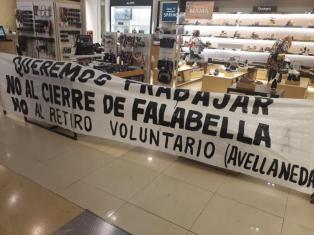 QUEREMOS TRABAJAR
NO AL CIERRE DE FALABELLA
NO AL RETIRO VOLUNTARIO (AVELLANEDA